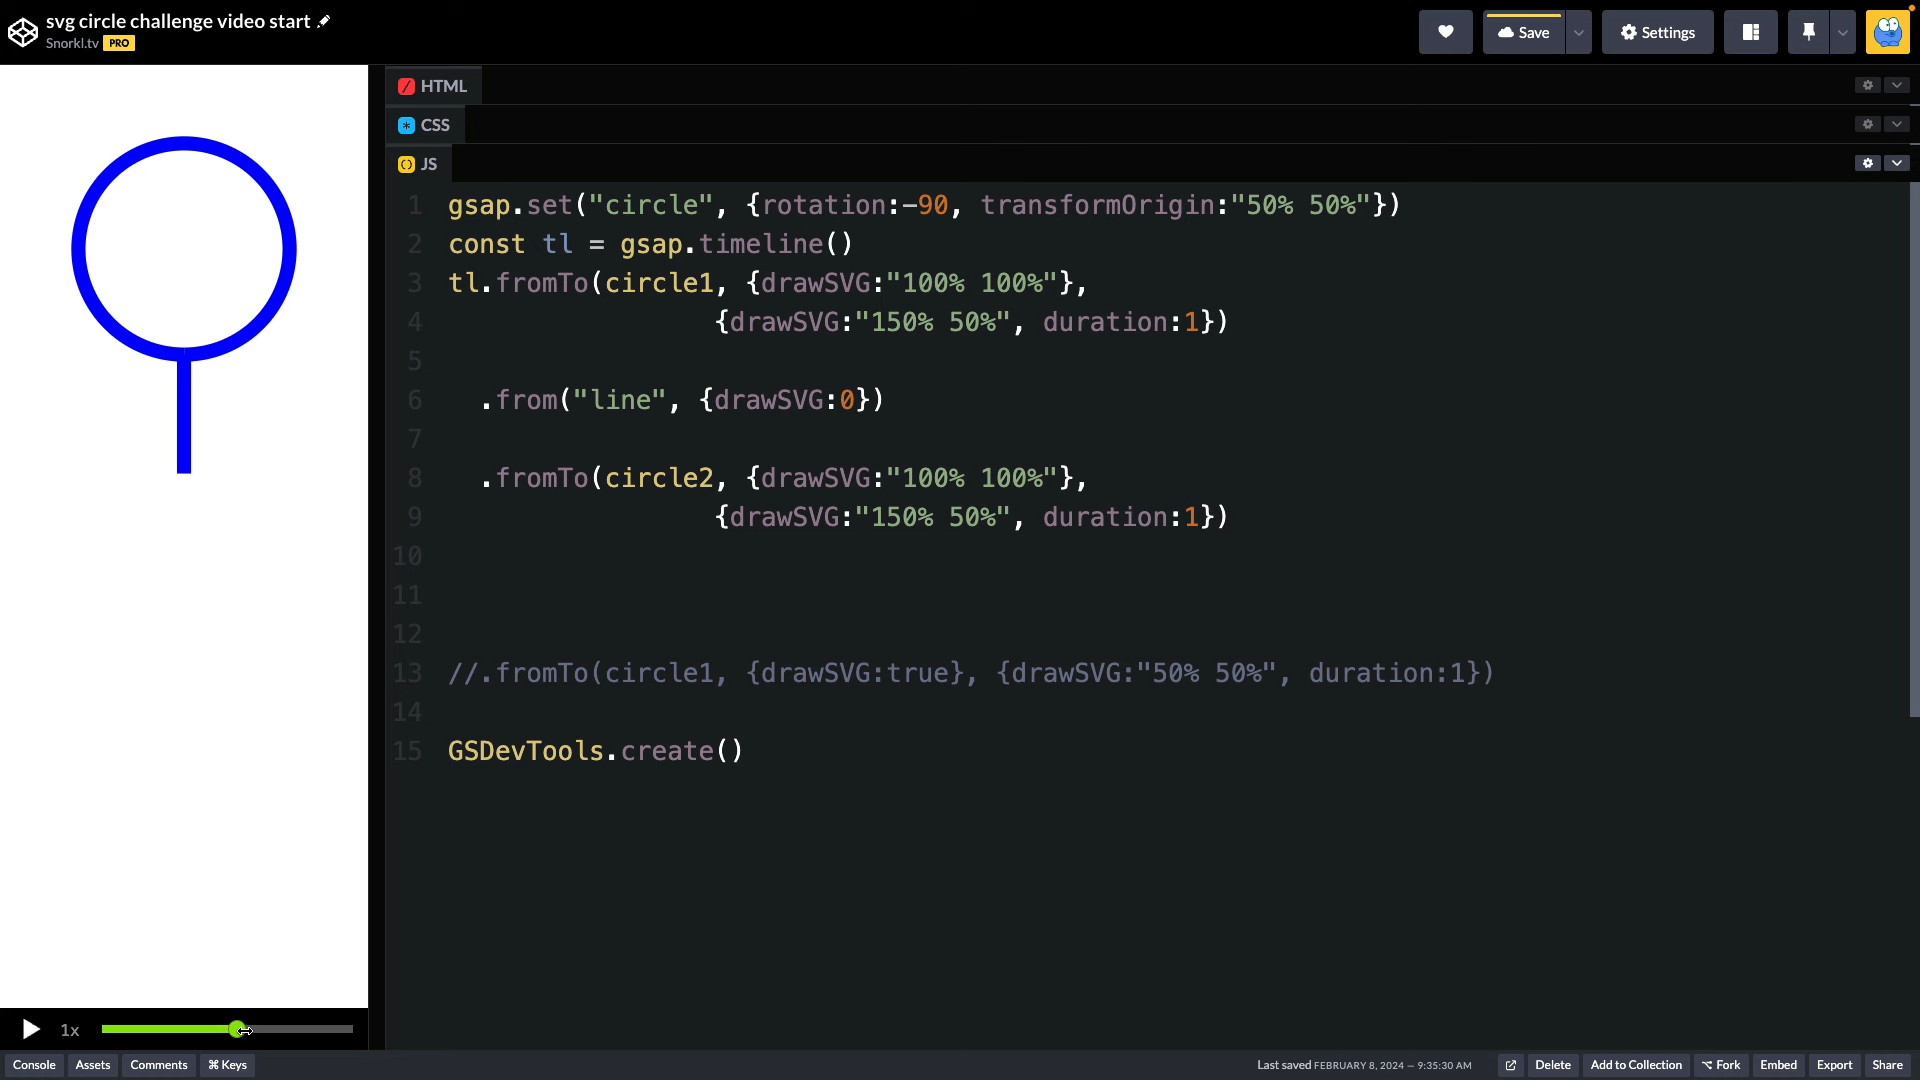 svg circle challenge video start
Snorkl.tv PRO
Save
Settings
HTML
CSS
JS
1 gsap.set("circle", {rotation:-90, transformOrigin:"50% 50%"})
2 const tl = gsap.timeline()
3 tl.fromTo(circle1, {drawSVG:"100% 100%"},
4 {drawSVG:"150% 50%", duration:1})
5
6 .from("line", {drawSVG:0})
7
8 .fromTo(circle2, {drawSVG:"100% 100%"},
9 {drawSVG:"150% 50%", duration:1})
10
11
12
13 //.fromTo(circle1, {drawSVG:true}, {drawSVG:"50% 50%", duration:1})
14
15 GSDevTools.create()
1x
Console Assets Comments ⌘ Keys Last saved FEBRUARY 8, 2024 — 9:35:30 AM Delete Add to Collection ⌥ Fork Embed Export Share